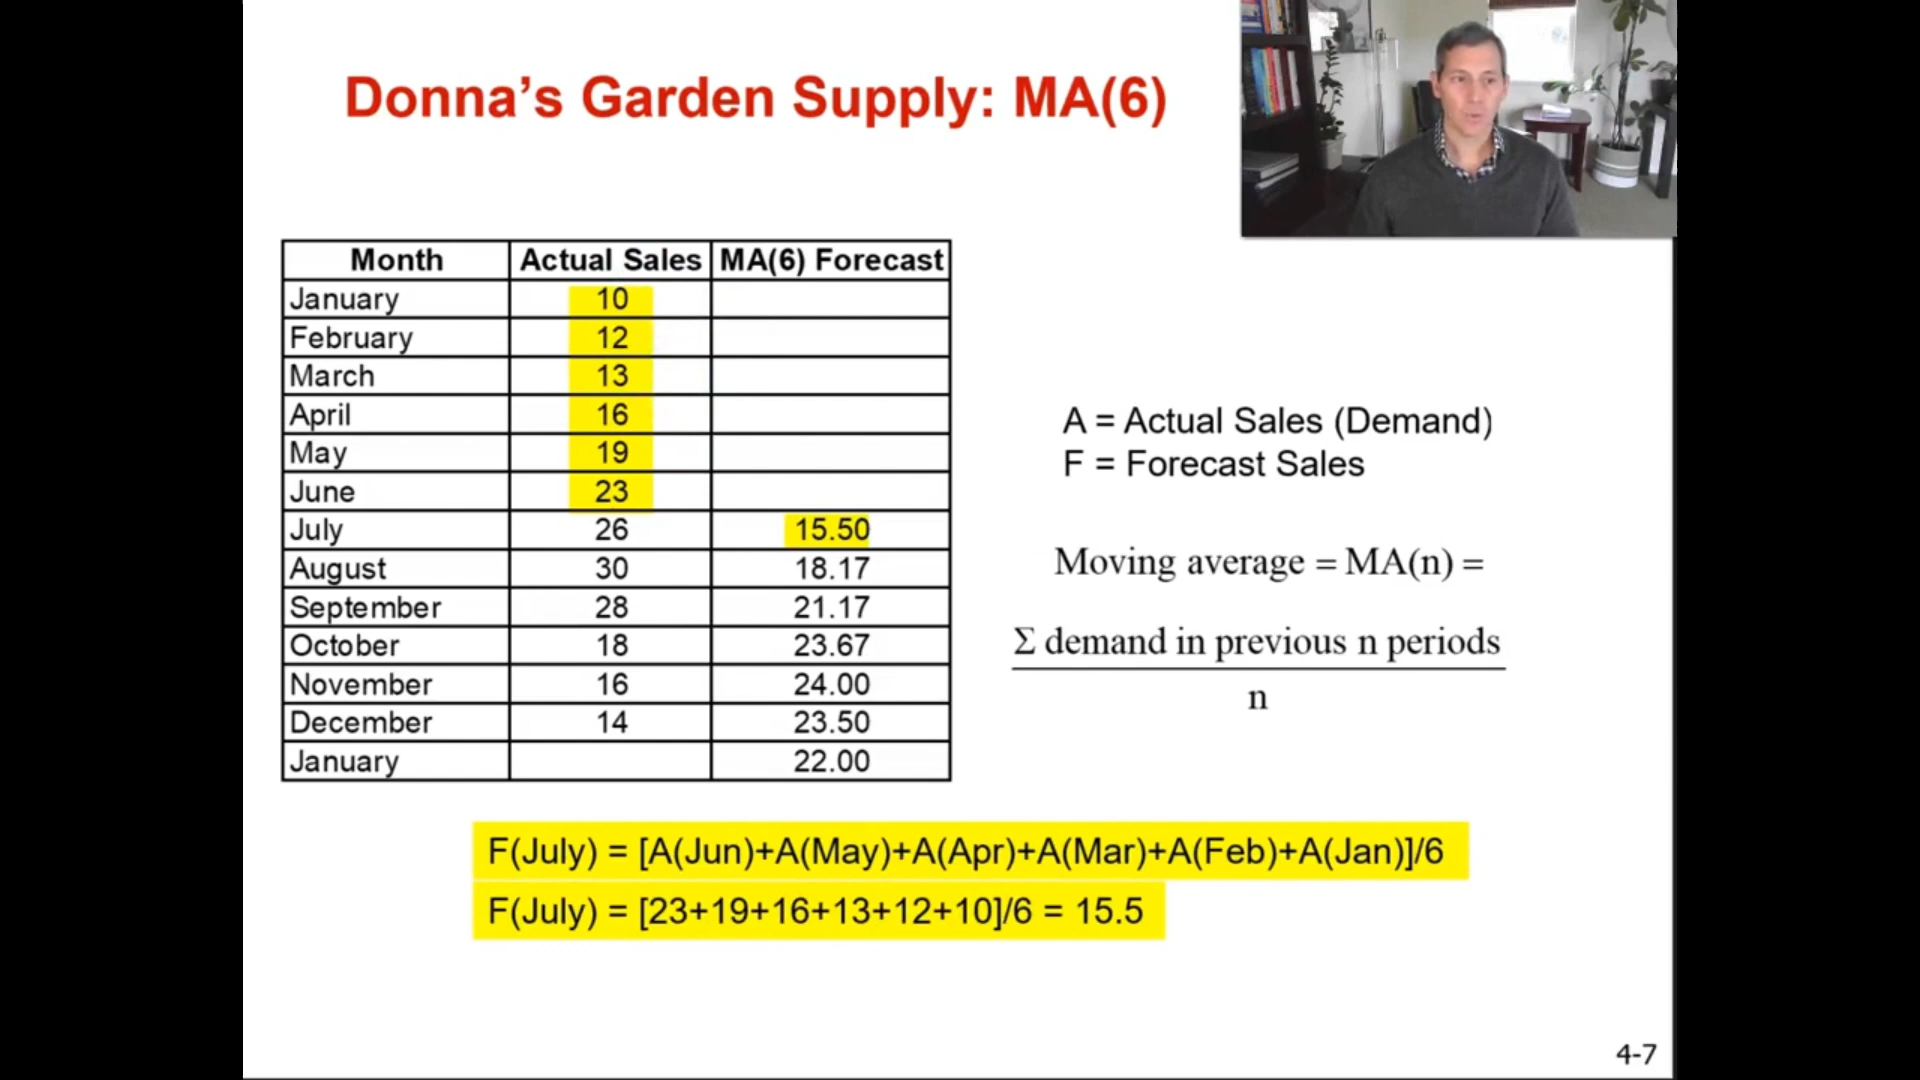 Donna's Garden Supply: MA(6)
Month Actual Sales MA(6) Forecast
January 10
February 12
March 13
April 16
May 19
June 23
July 26 15.50
August 30 18.17
September 28 21.17
October 18 23.67
November 16 24.00
December 14 23.50
January 22.00
A = Actual Sales (Demand)
F = Forecast Sales
Moving average = MA(n) =
Σ demand in previous n periods
n
F(July) = [A(Jun)+A(May)+A(Apr)+A(Mar)+A(Feb)+A(Jan)]/6
F(July) = [23+19+16+13+12+10]/6 = 15.5
4-7